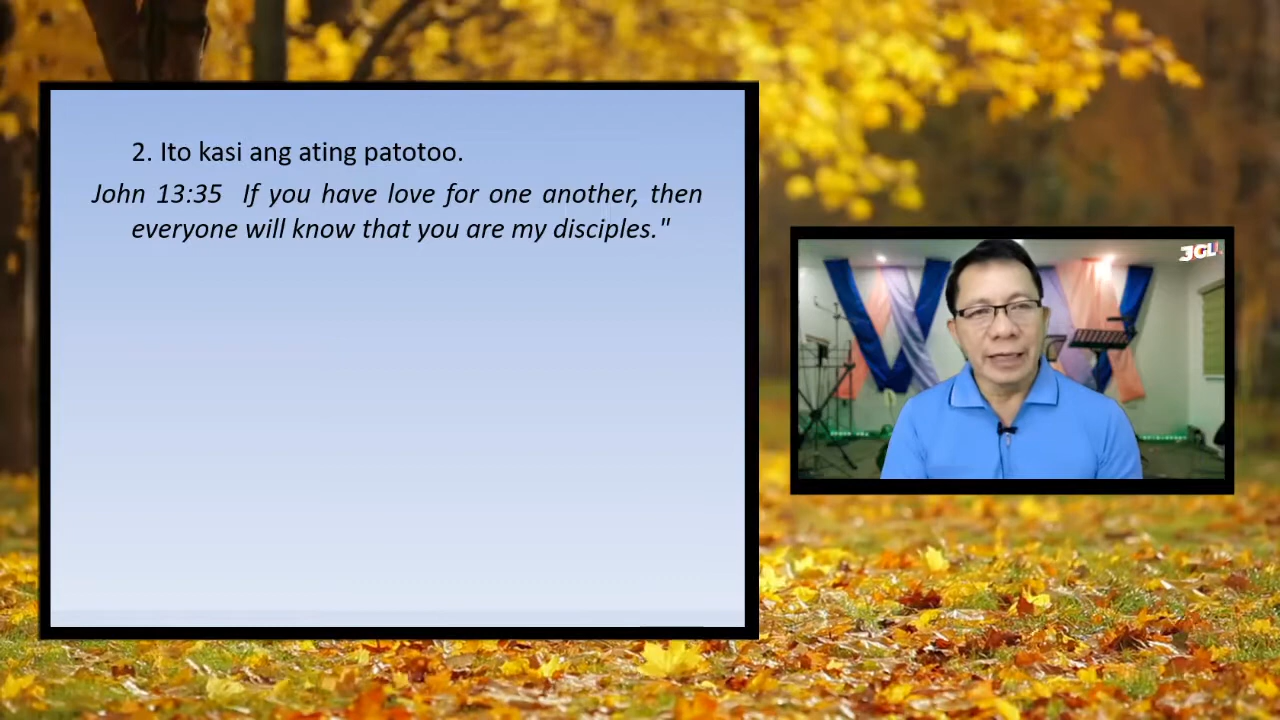 2. Ito kasi ang ating patotoo.
John 13:35 If you have love for one another, then
everyone will know that you are my disciples."
JGL